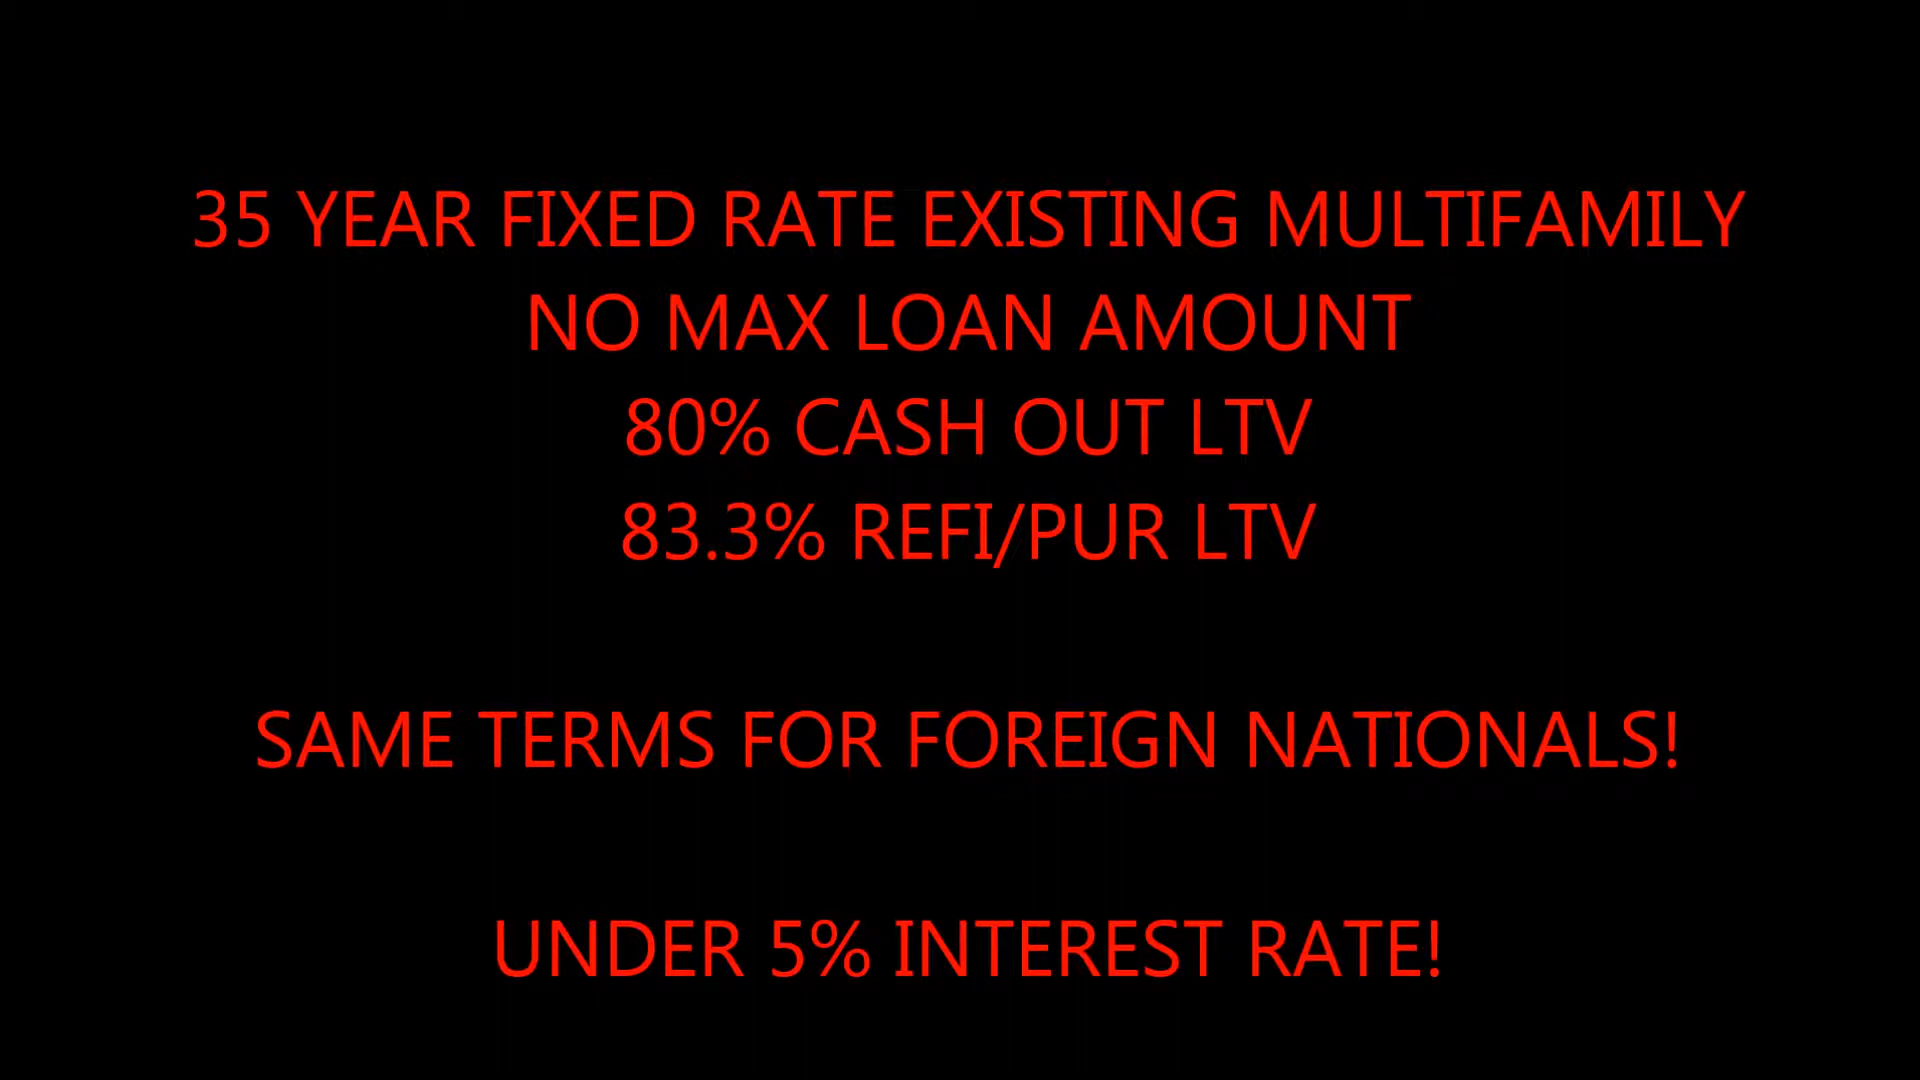 35 YEAR FIXED RATE EXISTING MULTIFAMILY
NO MAX LOAN AMOUNT
80% CASH OUT LTV
83.3% REFI/PUR LTV
SAME TERMS FOR FOREIGN NATIONALS!
UNDER 5% INTEREST RATE!